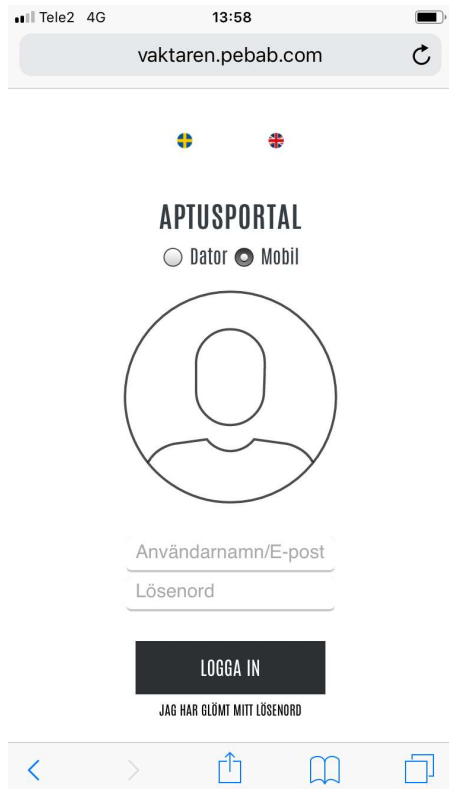 Tele2 4G 13:58
vaktaren.pebab.com
APTUSPORTAL
Dator Mobil
Användarnamn/E-post
Lösenord
LOGGA IN
JAG HAR GLÖMT MITT LÖSENORD